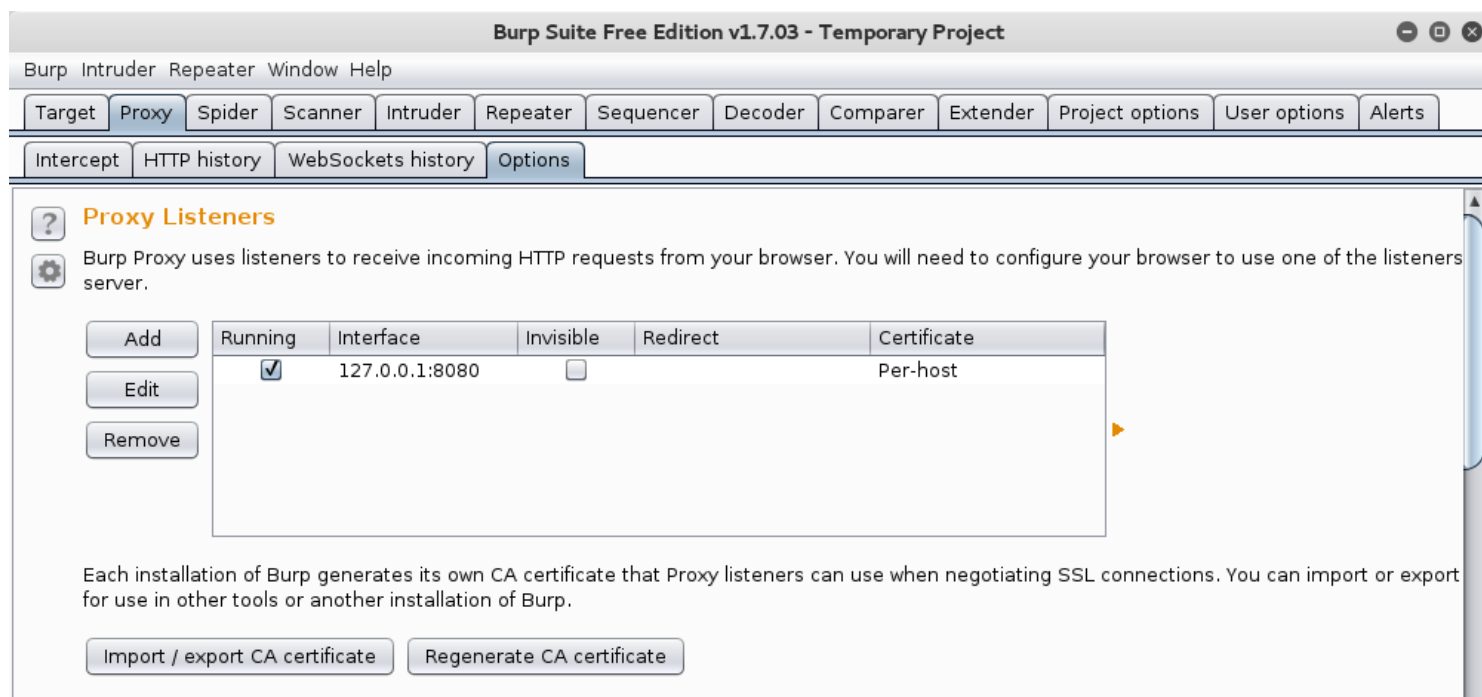 Burp Suite Free Edition v1.7.03 - Temporary Project
Burp Intruder Repeater Window Help
Target Proxy Spider Scanner Intruder Repeater Sequencer Decoder Comparer Extender Project options User options Alerts
Intercept HTTP history WebSockets history Options
? Proxy Listeners
Burp Proxy uses listeners to receive incoming HTTP requests from your browser. You will need to configure your browser to use one of the listeners
server.
Add Running Interface Invisible Redirect Certificate
127.0.0.1:8080 Per-host
Edit
Remove
Each installation of Burp generates its own CA certificate that Proxy listeners can use when negotiating SSL connections. You can import or export
for use in other tools or another installation of Burp.
Import / export CA certificate Regenerate CA certificate